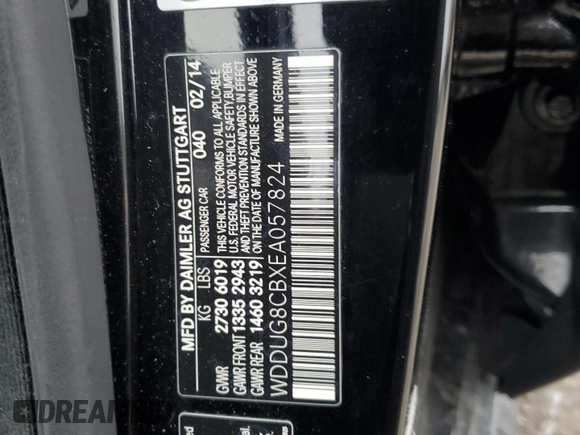 MFD BY DAIMLER AG STUTTGART
KG LBS PASSENGER CAR 040 02/14
GVWR 2730 6019 THIS VEHICLE CONFORMS TO ALL APPLICABLE
GAWR FRONT 1335 2943 U.S. FEDERAL MOTOR VEHICLE SAFETY, BUMPER
GAWR REAR 1460 3219 AND THEFT PREVENTION STANDARDS IN EFFECT
ON THE DATE OF MANUFACTURE SHOWN ABOVE
WDDUG8CBXEA057824 MADE IN GERMANY